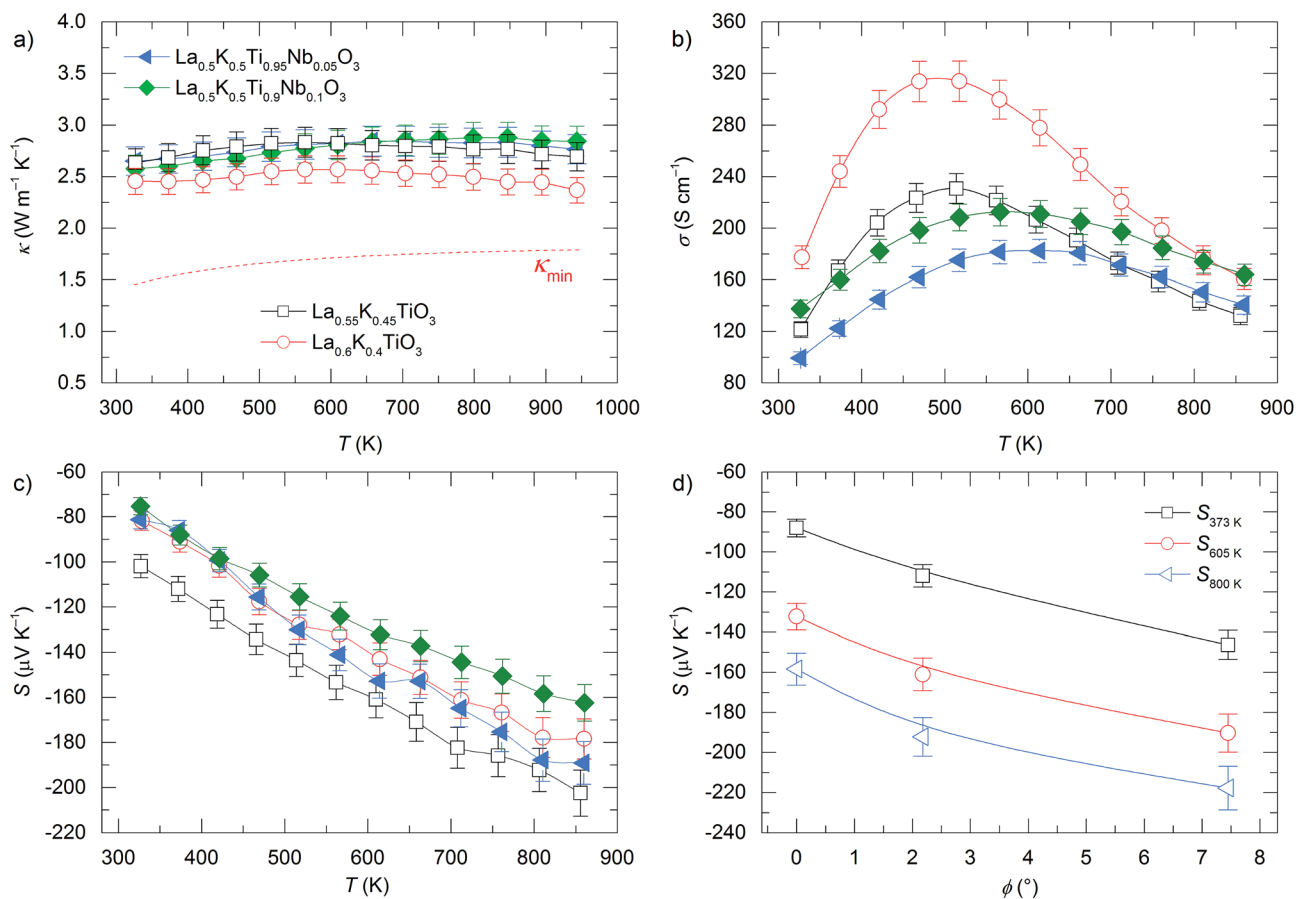 a)
La0.5K0.5Ti0.95Nb0.05O3
La0.5K0.5Ti0.9Nb0.1O3
4.0
3.5
3.0
2.5
2.0
1.5
1.0
0.5
κ (W m−1 K−1)
κmin
La0.55K0.45TiO3
La0.6K0.4TiO3
300 400 500 600 700 800 900 1000
T (K)
b)
360
320
280
240
200
160
120
80
σ (S cm−1)
300 400 500 600 700 800 900
T (K)
c)
-60
-80
-100
-120
-140
-160
-180
-200
-220
S (μV K−1)
300 400 500 600 700 800 900
T (K)
d)
S373 K
S605 K
S800 K
-60
-80
-100
-120
-140
-160
-180
-200
-220
-240
S (μV K−1)
0 1 2 3 4 5 6 7 8
ϕ (°)